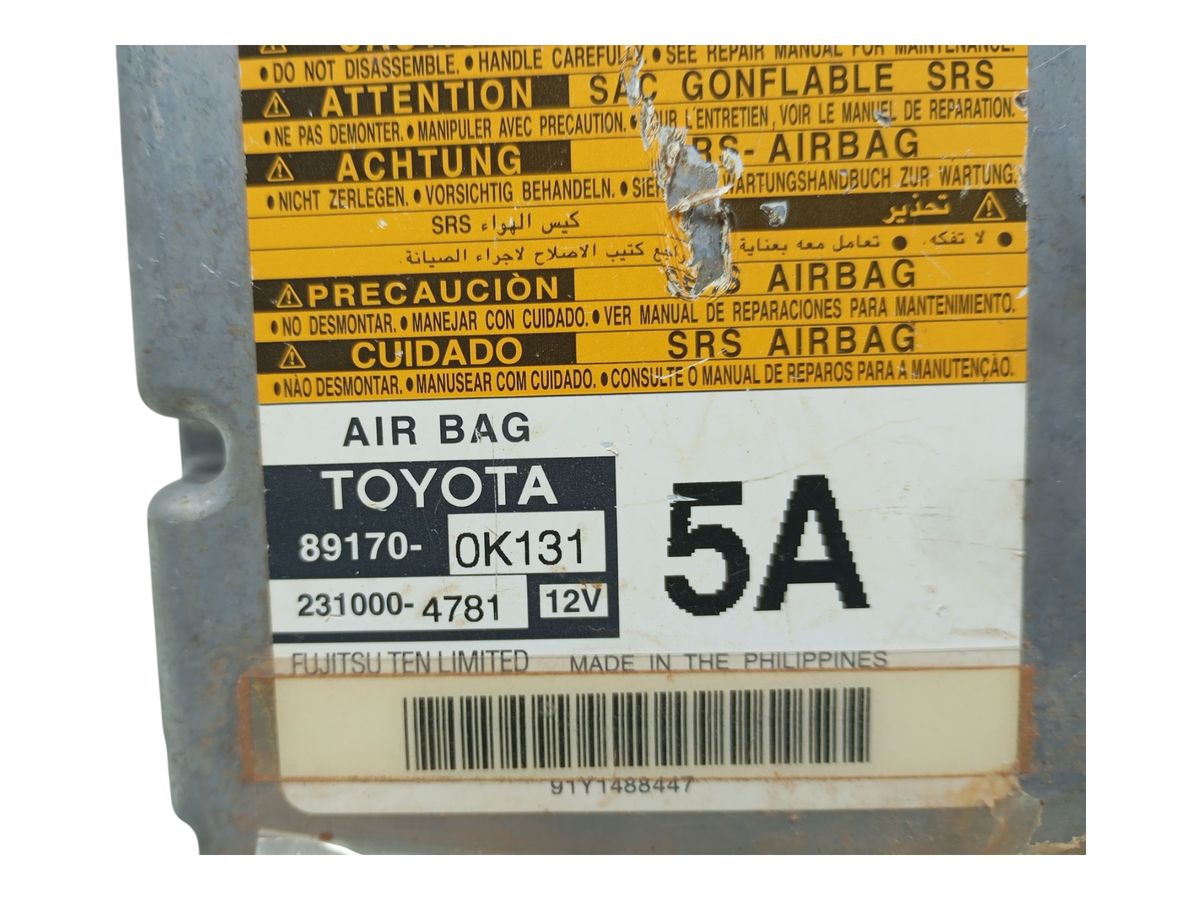 • DO NOT DISASSEMBLE. • HANDLE CAREFULLY. • SEE REPAIR MANUAL FOR MAINTENANCE.
⚠ ATTENTION SAC GONFLABLE SRS
• NE PAS DEMONTER. • MANIPULER AVEC PRECAUTION. L'ENTRETIEN, VOIR LE MANUEL DE REPARATION.
⚠ ACHTUNG - AIRBAG
• NICHT ZERLEGEN. • VORSICHTIG BEHANDELN. • WARTUNGSHANDBUCH ZUR WARTUNG.
⚠ تحذير
كيس الهواء SRS
• لا تفكه. • تعامل معه بعناية كتيب الاصلاح لاجراء الصيانة.
⚠ PRECAUCIÒN AIRBAG
• NO DESMONTAR. • MANEJAR CON CUIDADO. • VER MANUAL DE REPARACIONES PARA MANTENIMIENTO.
⚠ CUIDADO SRS AIRBAG
• NÀO DESMONTAR. • MANUSEAR COM CUIDADO. • CONSULTE O MANUAL DE REPAROS PARA A MANUTENÇAO.
AIR BAG
TOYOTA
89170- 0K131
231000- 4781 12V
5A
FUJITSU TEN LIMITED MADE IN THE PHILIPPINES
91Y1488447